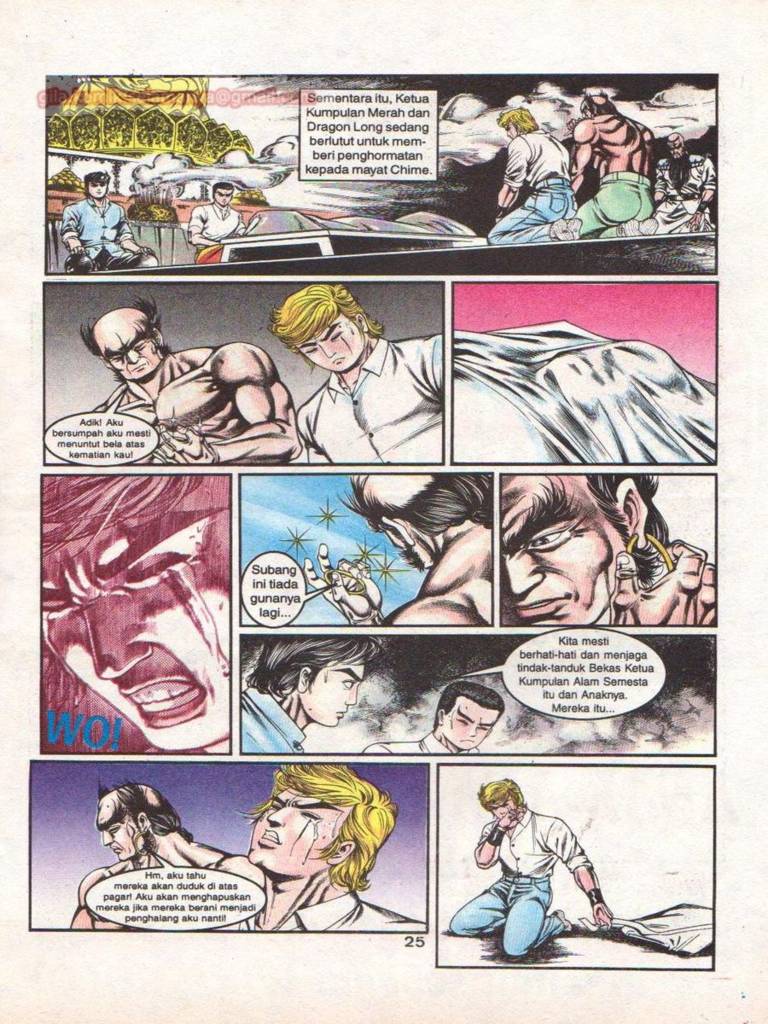 Sementara itu, Ketua
Kumpulan Merah dan
Dragon Long sedang
berlutut untuk mem-
beri penghormatan
kepada mayat Chime.
Adik! Aku
bersumpah aku mesti
menuntut bela atas
kematian kau!
WO!
Subang
ini tiada
gunanya
lagi...
Kita mesti
berhati-hati dan menjaga
tindak-tanduk Bekas Ketua
Kumpulan Alam Semesta
itu dan Anaknya.
Mereka itu...
Hm, aku tahu
mereka akan duduk di atas
pagar! Aku akan menghapuskan
mereka jika mereka berani menjadi
penghalang aku nanti!
25